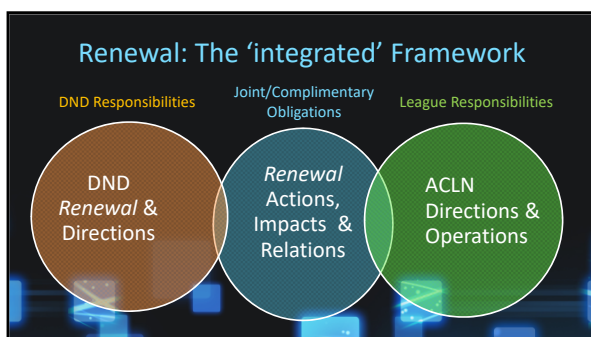 Renewal: The ‘integrated’ Framework
DND Responsibilities
Joint/Complimentary
Obligations
League Responsibilities
DND
Renewal &
Directions
Renewal
Actions,
Impacts &
Relations
ACLN
Directions &
Operations